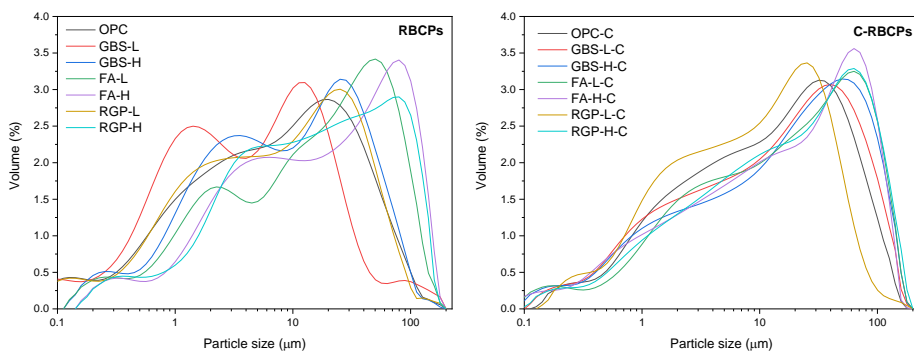 RBCPs
OPC
GBS-L
GBS-H
FA-L
FA-H
RGP-L
RGP-H
4.0
3.5
3.0
2.5
2.0
1.5
1.0
0.5
0.0
Volume (%)
0.1
1
10
100
Particle size (μm)
C-RBCPs
OPC-C
GBS-L-C
GBS-H-C
FA-L-C
FA-H-C
RGP-L-C
RGP-H-C
4.0
3.5
3.0
2.5
2.0
1.5
1.0
0.5
0.0
Volume (%)
0.1
1
10
100
Particle size (μm)